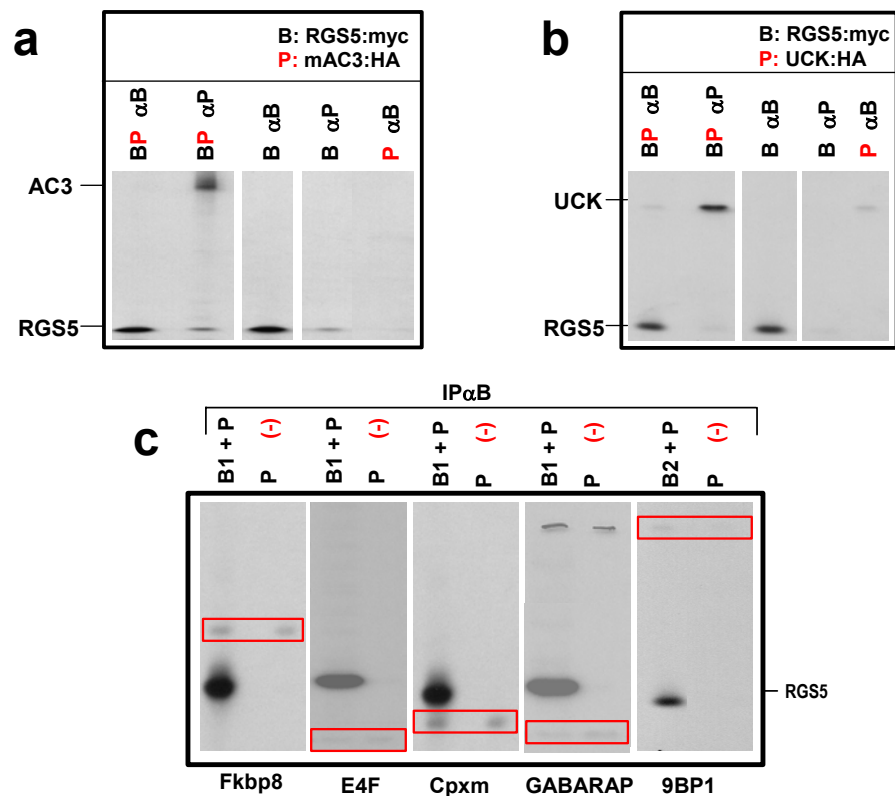 a
B: RGS5:myc
P: mAC3:HA
BP αB
BP αP
B αB
B αP
P αB
AC3
RGS5
b
B: RGS5:myc
P: UCK:HA
BP αB
BP αP
B αB
B αP
P αB
UCK
RGS5
c
IPαB
B1 + P
P (-)
B1 + P
P (-)
B1 + P
P (-)
B1 + P
P (-)
B2 + P
P (-)
RGS5
Fkbp8 E4F Cpxm GABARAP 9BP1